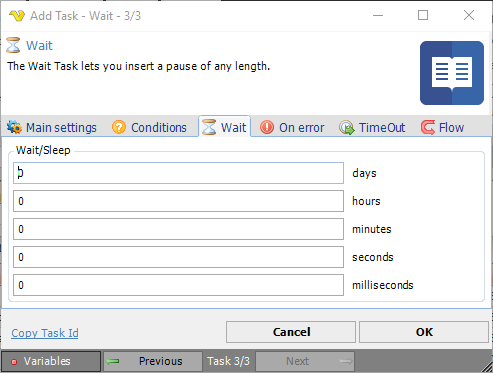 Add Task - Wait - 3/3
Wait
The Wait Task lets you insert a pause of any length.
Main settings Conditions Wait On error TimeOut Flow
Wait/Sleep
0 days
0 hours
0 minutes
0 seconds
0 milliseconds
Copy Task Id Cancel OK
Variables Previous Task 3/3 Next